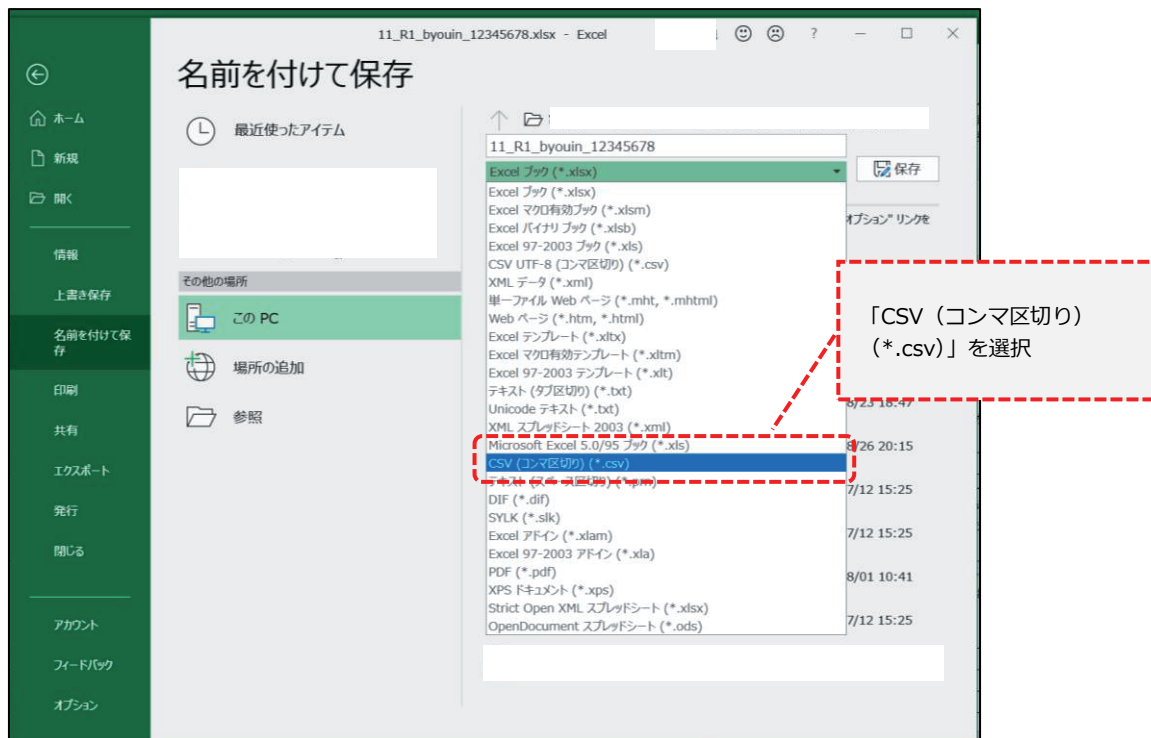 11_R1_byouin_12345678.xlsx - Excel
?
名前を付けて保存
ホーム
新規
開く
情報
上書き保存
名前を付けて保
存
印刷
共有
エクスポート
発行
閉じる
アカウント
フィードバック
オプション
最近使ったアイテム
その他の場所
この PC
場所の追加
参照
11_R1_byouin_12345678
Excel ブック (*.xlsx)
保存
Excel ブック (*.xlsx)
Excel マクロ有効ブック (*.xlsm)
Excel バイナリ ブック (*.xlsb)
Excel 97-2003 ブック (*.xls)
CSV UTF-8 (コンマ区切り) (*.csv)
XML データ (*.xml)
単一ファイル Web ページ (*.mht, *.mhtml)
Web ページ (*.htm, *.html)
Excel テンプレート (*.xltx)
Excel マクロ有効テンプレート (*.xltm)
Excel 97-2003 テンプレート (*.xlt)
テキスト (タブ区切り) (*.txt)
Unicode テキスト (*.txt)
XML スプレッドシート 2003 (*.xml)
Microsoft Excel 5.0/95 ブック (*.xls)
CSV (コンマ区切り) (*.csv)
テキスト (スペース区切り) (*.prn)
DIF (*.dif)
SYLK (*.slk)
Excel アドイン (*.xlam)
Excel 97-2003 アドイン (*.xla)
PDF (*.pdf)
XPS ドキュメント (*.xps)
Strict Open XML スプレッドシート (*.xlsx)
OpenDocument スプレッドシート (*.ods)
オプション" リンクを
8/23 18:47
8/26 20:15
7/12 15:25
7/12 15:25
8/01 10:41
7/12 15:25
「CSV（コンマ区切り）
（*.csv）」を選択